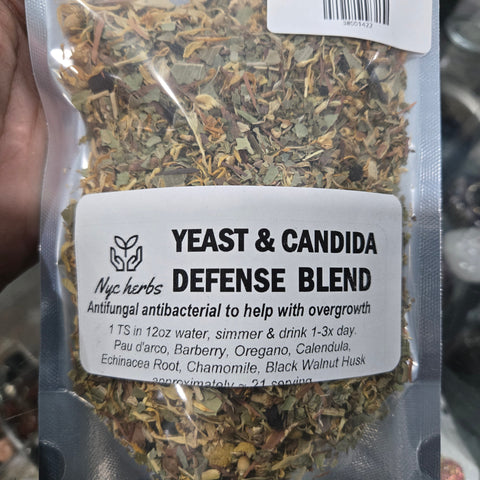 38001422
YEAST & CANDIDA
DEFENSE BLEND
Nyc herbs
Antifungal antibacterial to help with overgrowth
1 TS in 12oz water, simmer & drink 1-3x day.
Pau d'arco, Barberry, Oregano, Calendula,
Echinacea Root, Chamomile, Black Walnut Husk
approximately ~ 21 serving